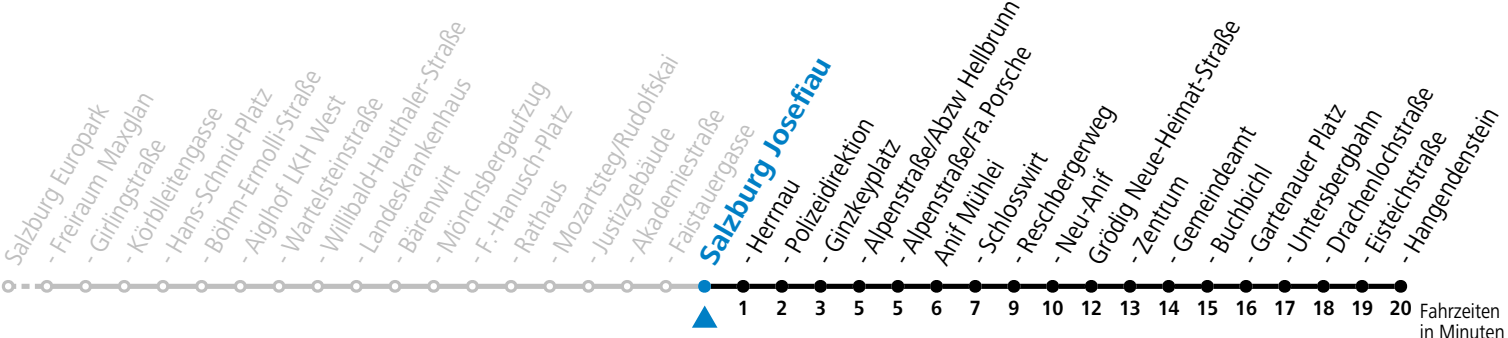 Salzburg Europark
- Freiraum Maxglan
- Girlingstraße
- Körblleitengasse
- Hans-Schmid-Platz
- Böhm-Ermolli-Straße
- Aiglhof LKH West
- Wartelsteinstraße
- Willibald-Hauthaler-Straße
- Landeskrankenhaus
- Bärenwirt
- Mönchsbergaufzug
- F.-Hanusch-Platz
- Rathaus
- Mozartsteg/Rudolfskai
- Justizgebäude
- Akademiestraße
- Faistauergasse
Salzburg Josefiau
- Herrnau
- Polizeidirektion
- Ginzkeyplatz
- Alpenstraße/Abzw Hellbrunn
- Alpenstraße/Fa.Porsche
Anif Mühlei
- Schlosswirt
- Reschbergerweg
- Neu-Anif
Grödig Neue-Heimat-Straße
- Zentrum
- Gemeindeamt
- Buchbichl
- Gartenauer Platz
- Untersbergbahn
- Drachenlochstraße
- Eisteichstraße
- Hangendenstein
1 2 3 5 5 6 7 9 10 12 13 14 15 16 17 18 19 20 Fahrzeiten
in Minuten